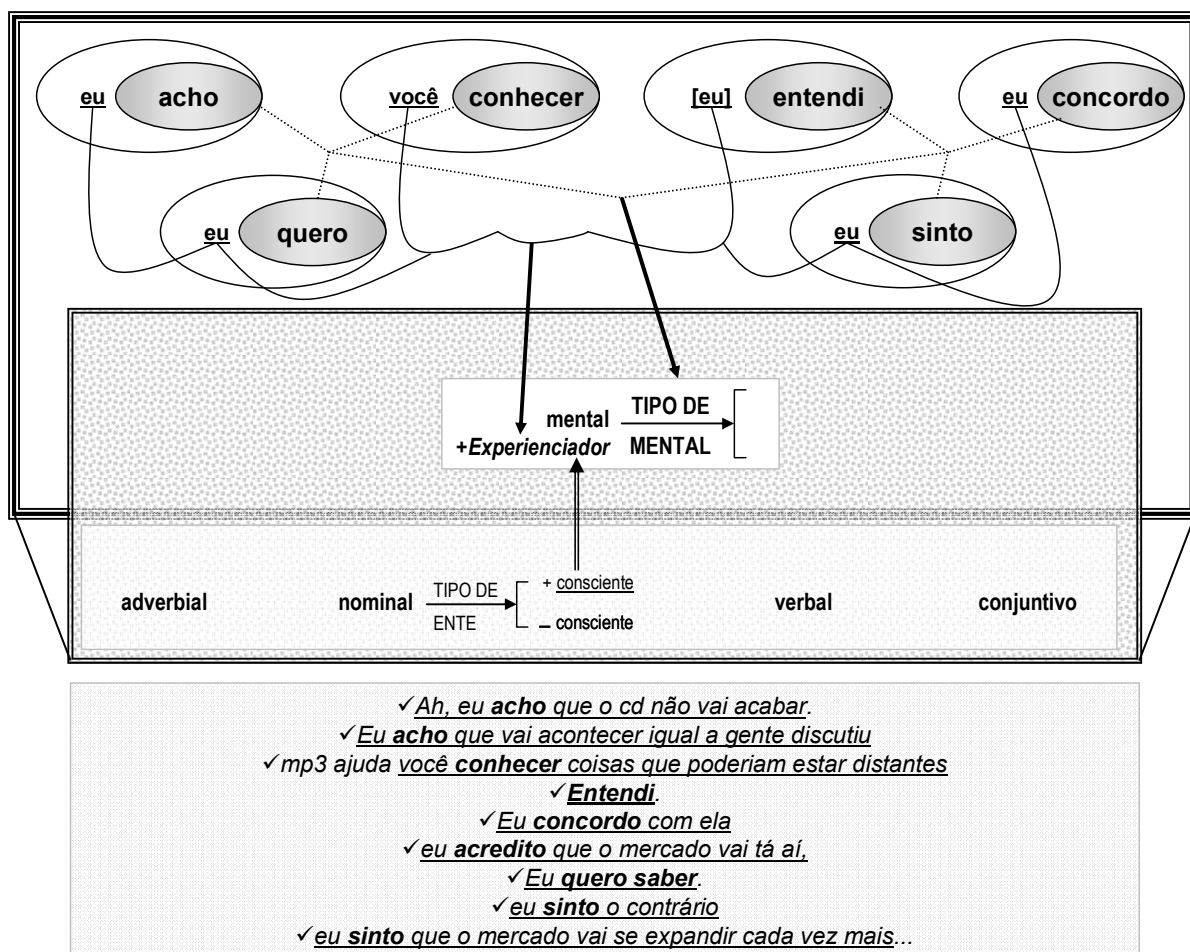 eu acho você conhecer [eu] entendi eu concordo
eu quero eu sinto
mental TIPO DE
+Experienciador MENTAL
adverbial nominal TIPO DE ENTE + consciente verbal conjuntivo
– consciente
✓Ah, eu acho que o cd não vai acabar.
✓Eu acho que vai acontecer igual a gente discutiu
✓mp3 ajuda você conhecer coisas que poderiam estar distantes
✓Entendi.
✓Eu concordo com ela
✓eu acredito que o mercado vai tá aí,
✓Eu quero saber.
✓eu sinto o contrário
✓eu sinto que o mercado vai se expandir cada vez mais...